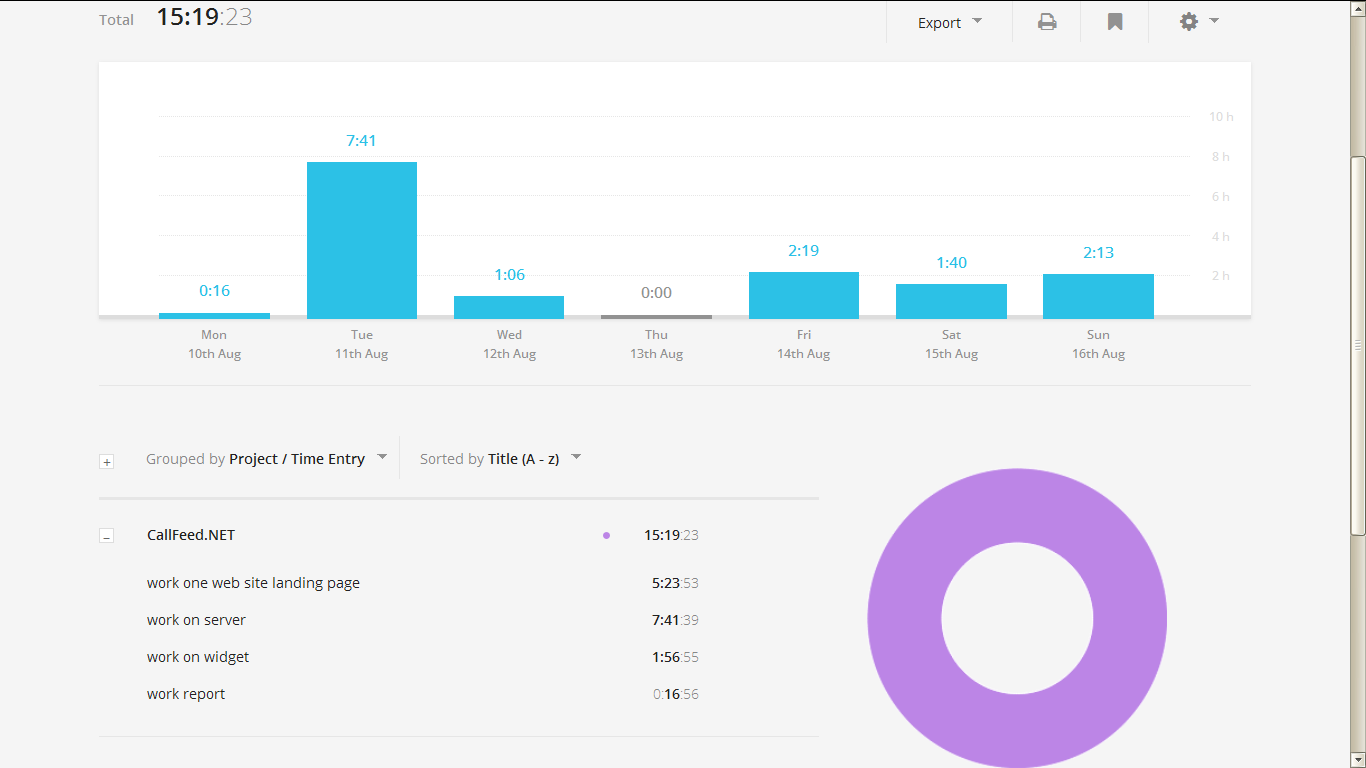 Total 15:19:23 Export
10 h
7:41
8 h
6 h
4 h
2:19 2:13
1:40
1:06 2 h
0:16 0:00
Mon Tue Wed Thu Fri Sat Sun
10th Aug 11th Aug 12th Aug 13th Aug 14th Aug 15th Aug 16th Aug
Grouped by Project / Time Entry Sorted by Title (A - z)
CallFeed.NET 15:19:23
work one web site landing page 5:23:53
work on server 7:41:39
work on widget 1:56:55
work report 0:16:56